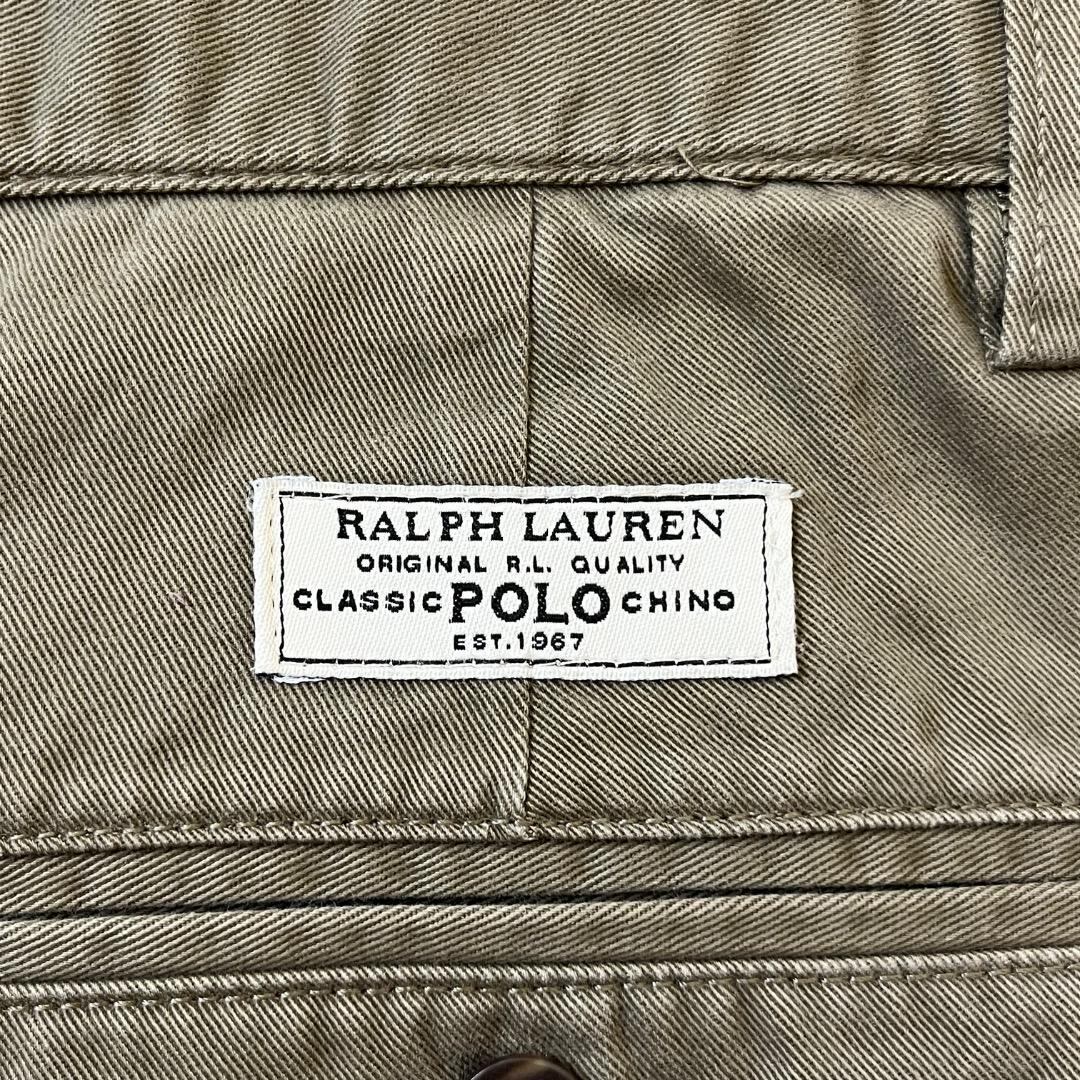 RALPH LAUREN
ORIGINAL R.L. QUALITY
CLASSIC POLO CHINO
EST.1967